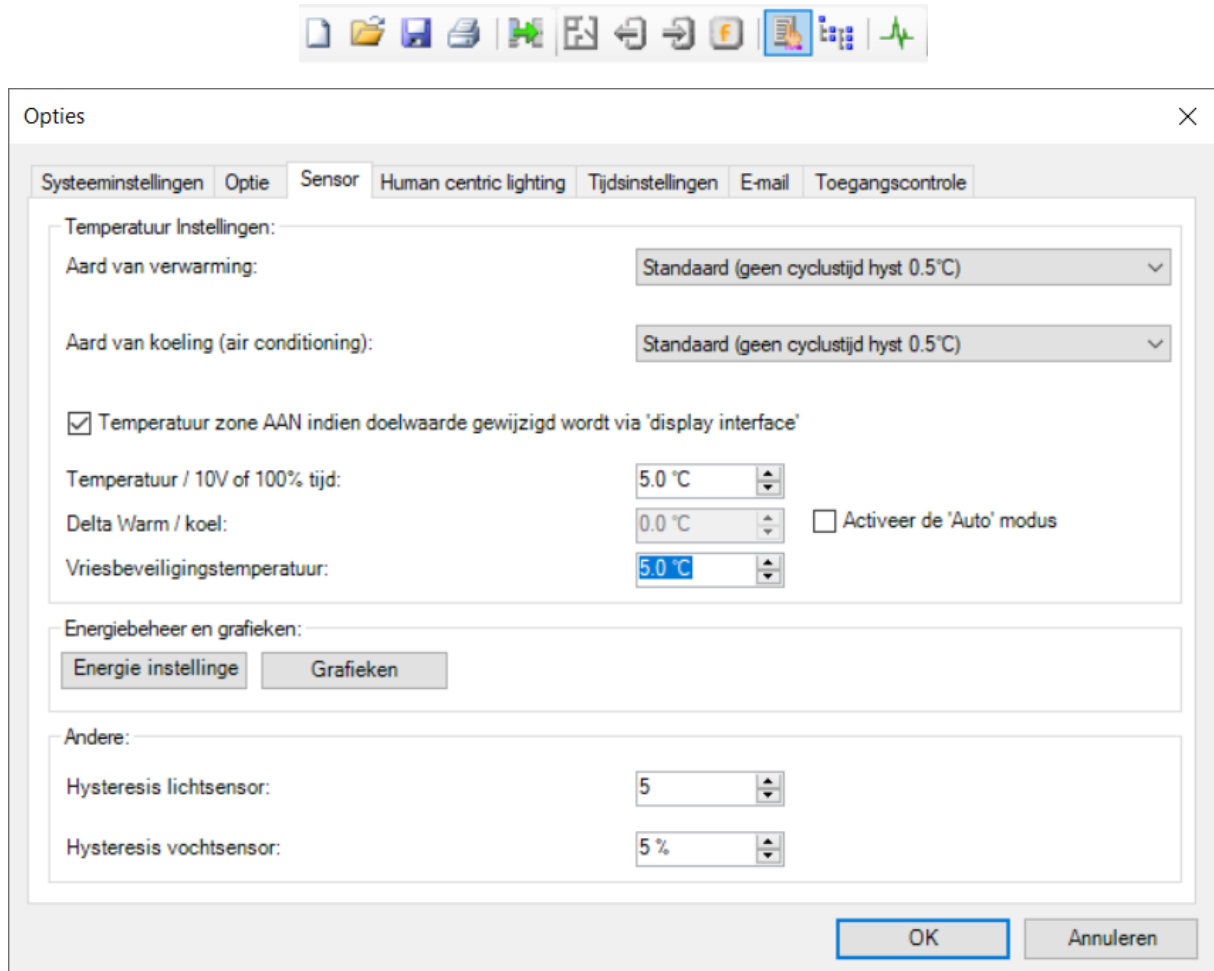 f
Opties
Systeeminstellingen Optie Sensor Human centric lighting Tijdsinstellingen E-mail Toegangscontrole
Temperatuur Instellingen:
Aard van verwarming: Standaard (geen cyclustijd hyst 0.5°C)
Aard van koeling (air conditioning): Standaard (geen cyclustijd hyst 0.5°C)
Temperatuur zone AAN indien doelwaarde gewijzigd wordt via 'display interface'
Temperatuur / 10V of 100% tijd: 5.0 °C
Delta Warm / koel: 0.0 °C Activeer de 'Auto' modus
Vriesbeveiligingstemperatuur: 5.0 °C
Energiebeheer en grafieken:
Energie instellinge Grafieken
Andere:
Hysteresis lichtsensor: 5
Hysteresis vochtsensor: 5 %
OK Annuleren